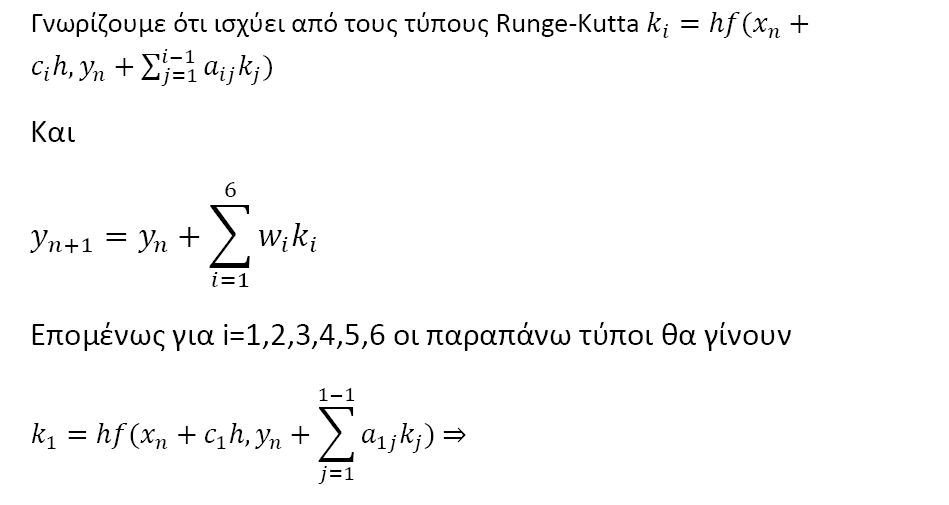 Γνωρίζουμε ότι ισχύει από τους τύπους Runge-Kutta $k_i = hf(x_n +$
$c_i h, y_n + \sum_{j=1}^{i-1} a_{ij} k_j)$
Και
$y_{n+1} = y_n + \sum_{i=1}^{6} w_i k_i$
Επομένως για i=1,2,3,4,5,6 οι παραπάνω τύποι θα γίνουν
$k_1 = hf(x_n + c_1 h, y_n + \sum_{j=1}^{1-1} a_{1j} k_j) \Rightarrow$